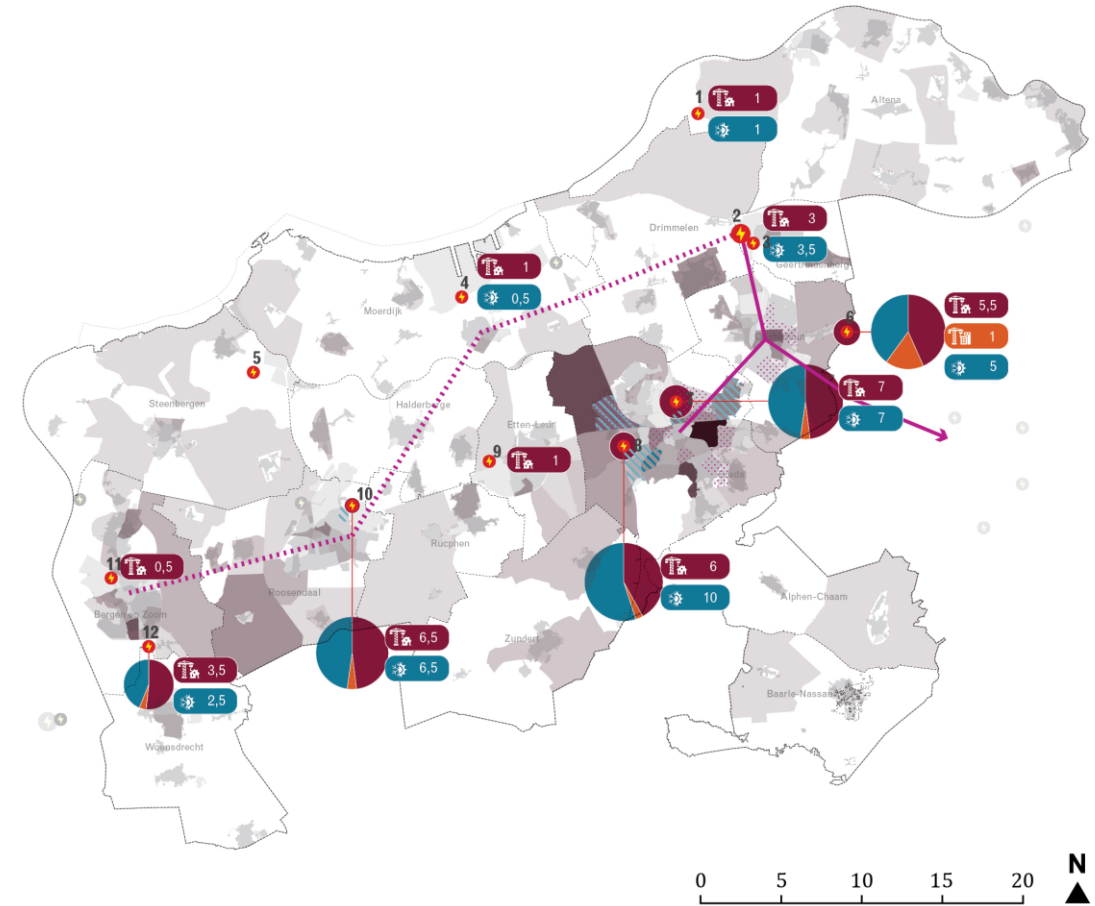 Altena
1
1
1
Drimmelen
2
3
3
3,5
Geertruidenberg
4
1
0,5
Moerdijk
6
5,5
1
5
5
Steenbergen
Halderberge
7
7
Etten-Leur
8
9
1
10
Rucphen
6
10
11
0,5
Roosendaal
Bergen op Zoom
Alphen-Chaam
12
Zundert
6,5
6,5
3,5
2,5
Baarle-Nassau
Woensdrecht
N
0 5 10 15 20